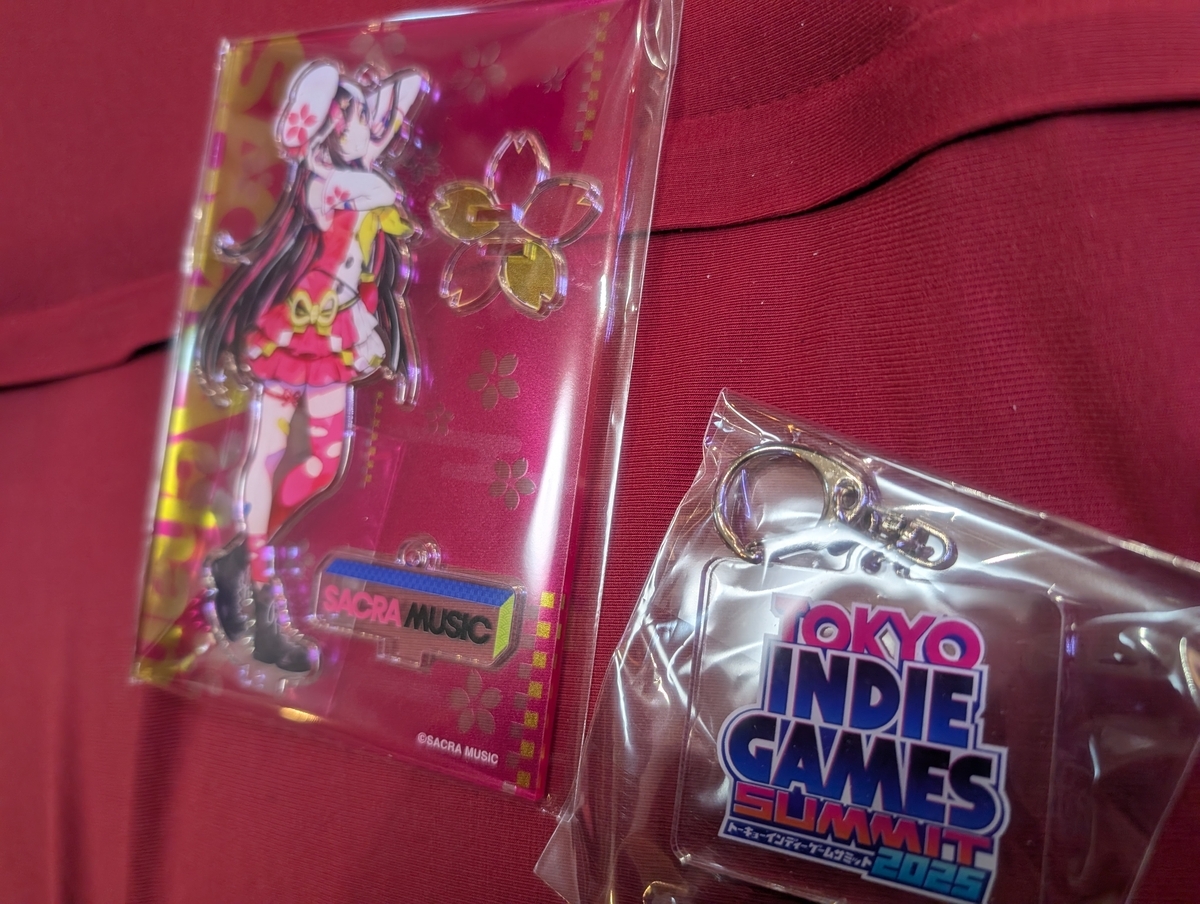 SACRA MUSIC
©SACRA MUSIC
TOKYO
INDIE
GAMES
SUMMIT
トーキョーインディーゲームサミット
2025